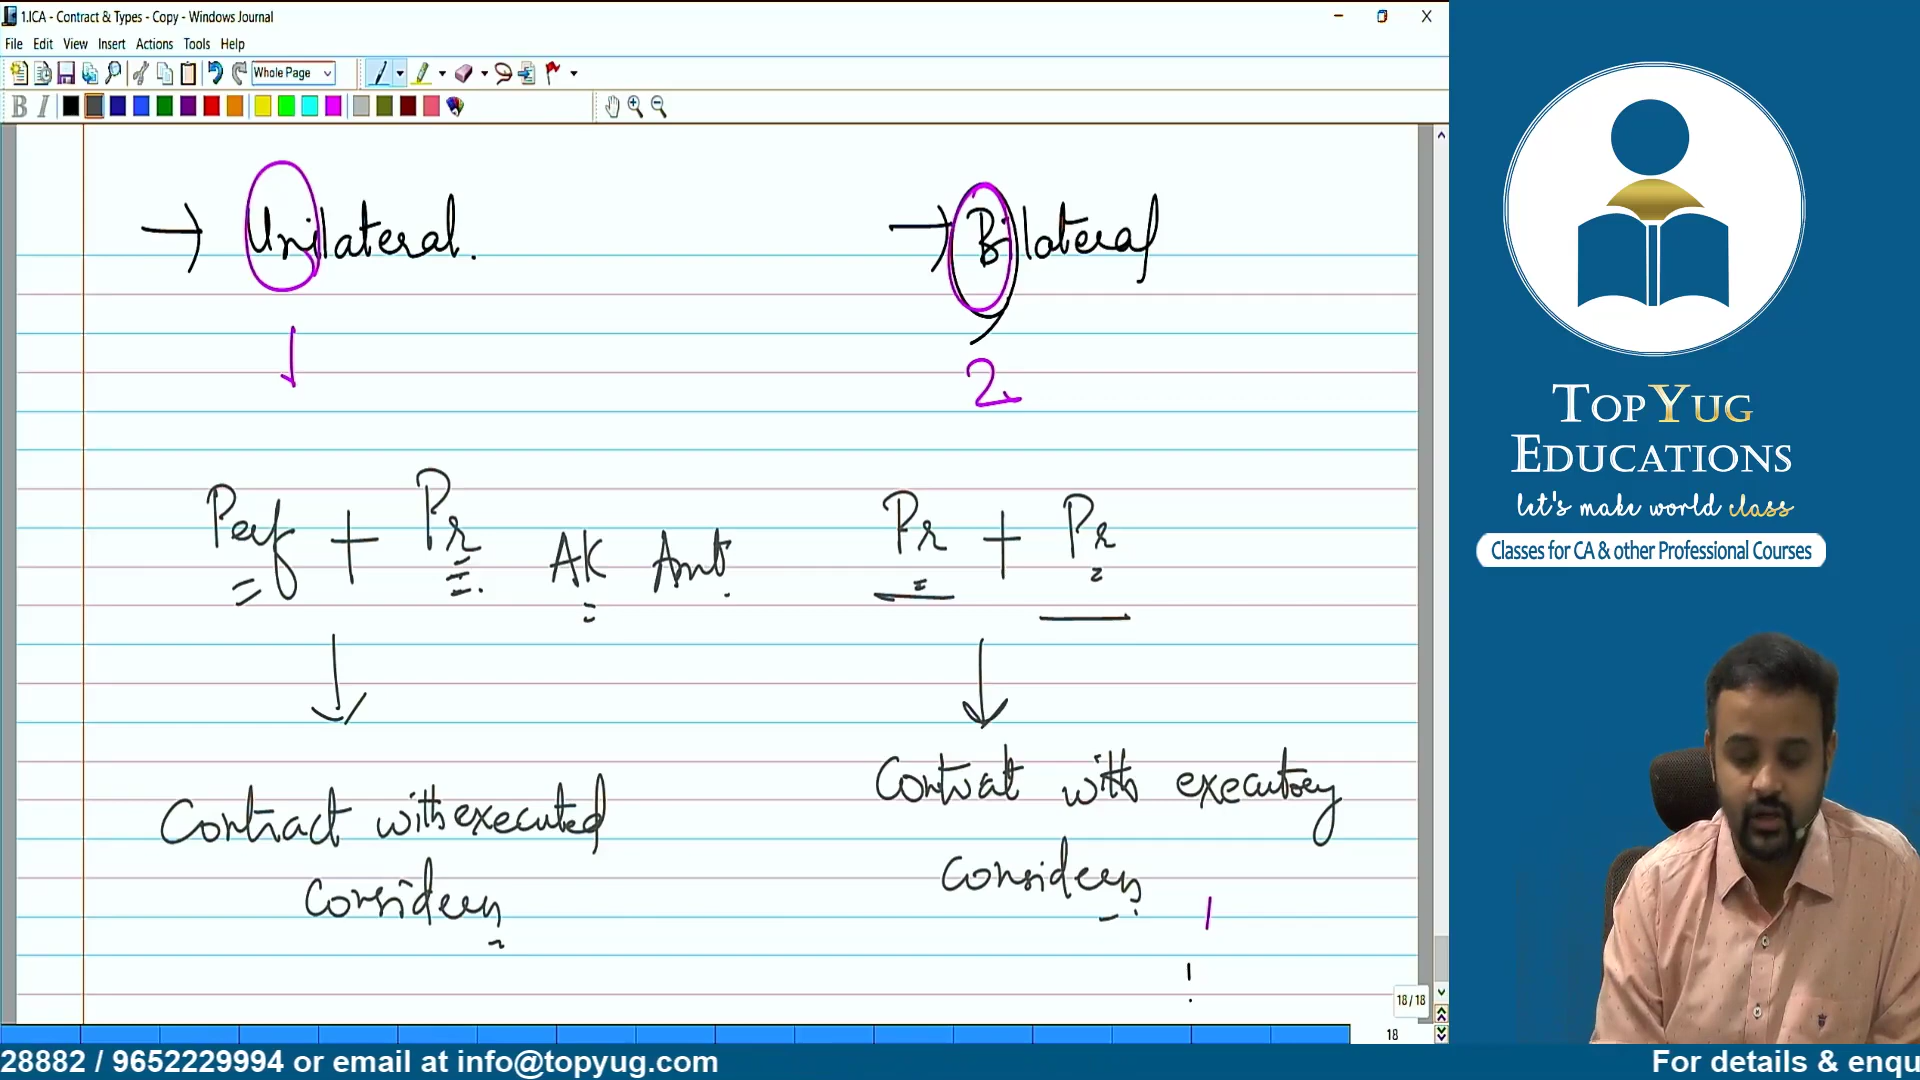 1.ICA - Contract & Types - Copy - Windows Journal
File Edit View Insert Actions Tools Help
Whole Page
B I
→ Unilateral.
→ Bilateral
1
2
Perf + Pr AK Amt
Pr + Pr
Contract with executed
Consideern
Contract with executory
Consideern
18 / 18
18
TOPYUG
EDUCATIONS
let's make world class
Classes for CA & other Professional Courses
28882 / 9652229994 or email at info@topyug.com
For details & enqu